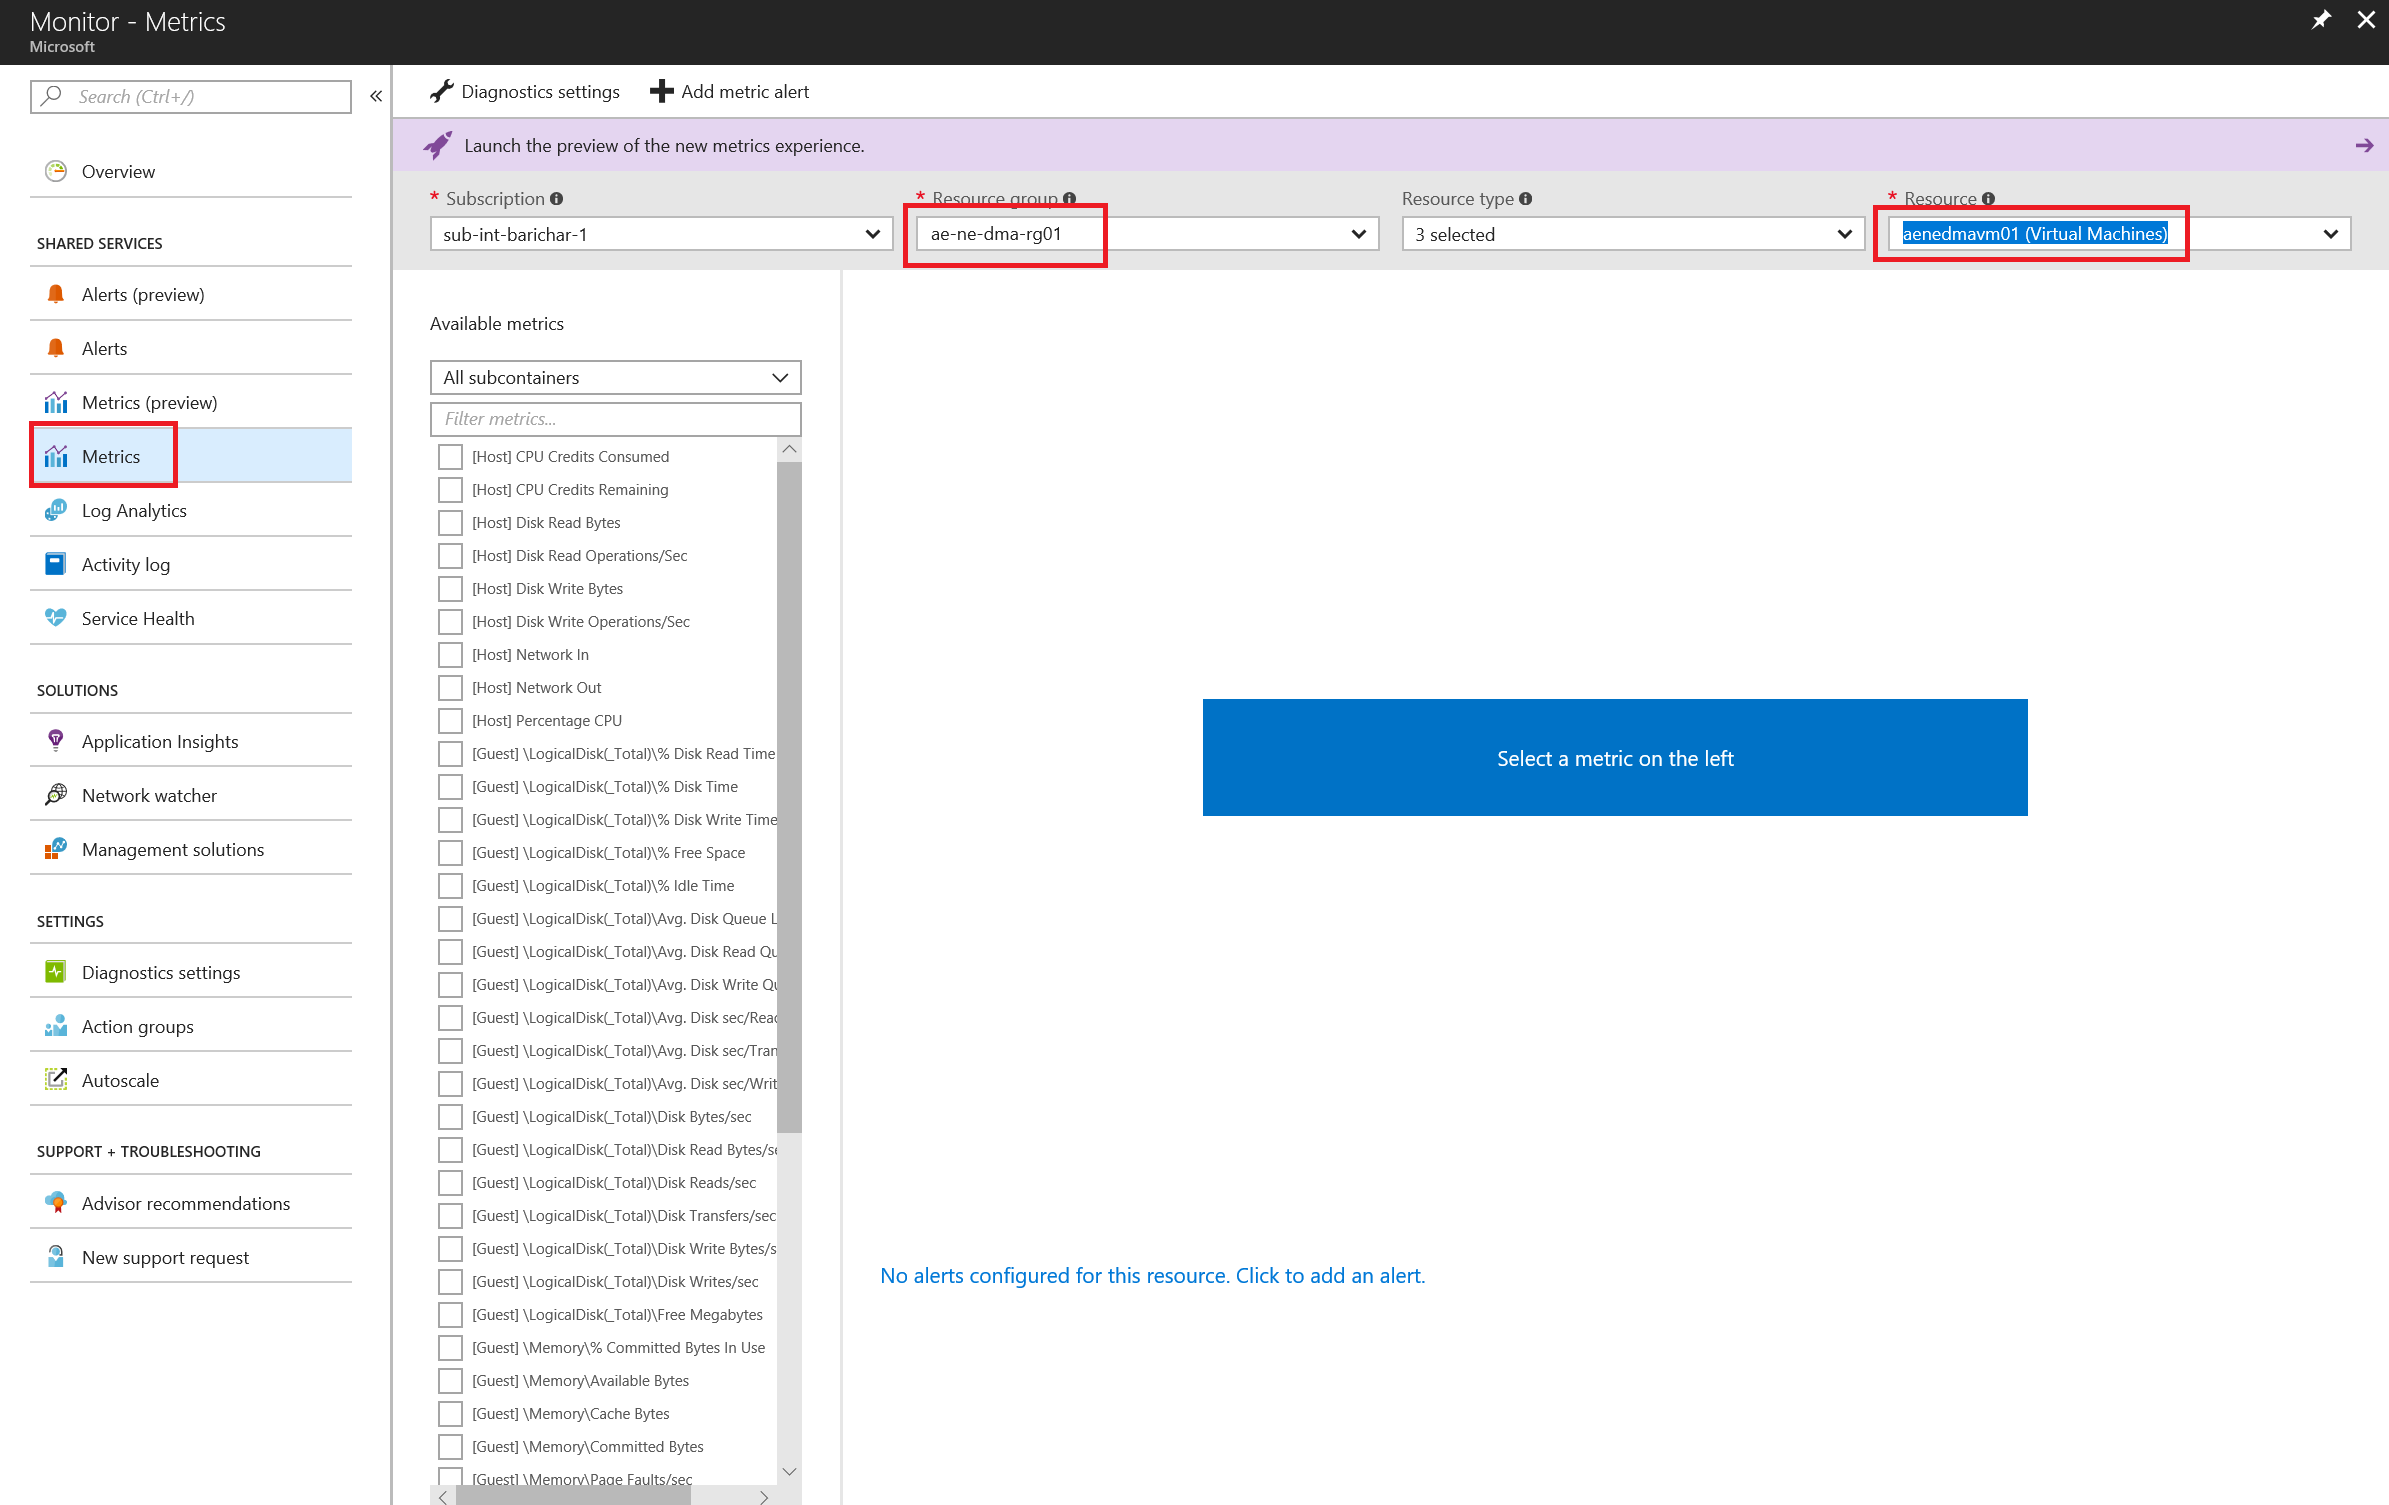 Monitor - Metrics
Microsoft
Search (Ctrl+/)
Overview
SHARED SERVICES
Alerts (preview)
Alerts
Metrics (preview)
Metrics
Log Analytics
Activity log
Service Health
SOLUTIONS
Application Insights
Network watcher
Management solutions
SETTINGS
Diagnostics settings
Action groups
Autoscale
SUPPORT + TROUBLESHOOTING
Advisor recommendations
New support request
Diagnostics settings
Add metric alert
Launch the preview of the new metrics experience.
* Subscription
sub-int-barichar-1
* Resource group
ae-ne-dma-rg01
Resource type
3 selected
* Resource
aenedmavm01 (Virtual Machines)
Available metrics
All subcontainers
Filter metrics...
[Host] CPU Credits Consumed
[Host] CPU Credits Remaining
[Host] Disk Read Bytes
[Host] Disk Read Operations/Sec
[Host] Disk Write Bytes
[Host] Disk Write Operations/Sec
[Host] Network In
[Host] Network Out
[Host] Percentage CPU
[Guest] \LogicalDisk(_Total)\% Disk Read Time
[Guest] \LogicalDisk(_Total)\% Disk Time
[Guest] \LogicalDisk(_Total)\% Disk Write Time
[Guest] \LogicalDisk(_Total)\% Free Space
[Guest] \LogicalDisk(_Total)\% Idle Time
[Guest] \LogicalDisk(_Total)\Avg. Disk Queue L
[Guest] \LogicalDisk(_Total)\Avg. Disk Read Qu
[Guest] \LogicalDisk(_Total)\Avg. Disk Write Qu
[Guest] \LogicalDisk(_Total)\Avg. Disk sec/Read
[Guest] \LogicalDisk(_Total)\Avg. Disk sec/Tran
[Guest] \LogicalDisk(_Total)\Avg. Disk sec/Writ
[Guest] \LogicalDisk(_Total)\Disk Bytes/sec
[Guest] \LogicalDisk(_Total)\Disk Read Bytes/se
[Guest] \LogicalDisk(_Total)\Disk Reads/sec
[Guest] \LogicalDisk(_Total)\Disk Transfers/sec
[Guest] \LogicalDisk(_Total)\Disk Write Bytes/s
[Guest] \LogicalDisk(_Total)\Disk Writes/sec
[Guest] \LogicalDisk(_Total)\Free Megabytes
[Guest] \Memory\% Committed Bytes In Use
[Guest] \Memory\Available Bytes
[Guest] \Memory\Cache Bytes
[Guest] \Memory\Committed Bytes
[Guest] \Memory\Page Faults/sec
Select a metric on the left
No alerts configured for this resource. Click to add an alert.